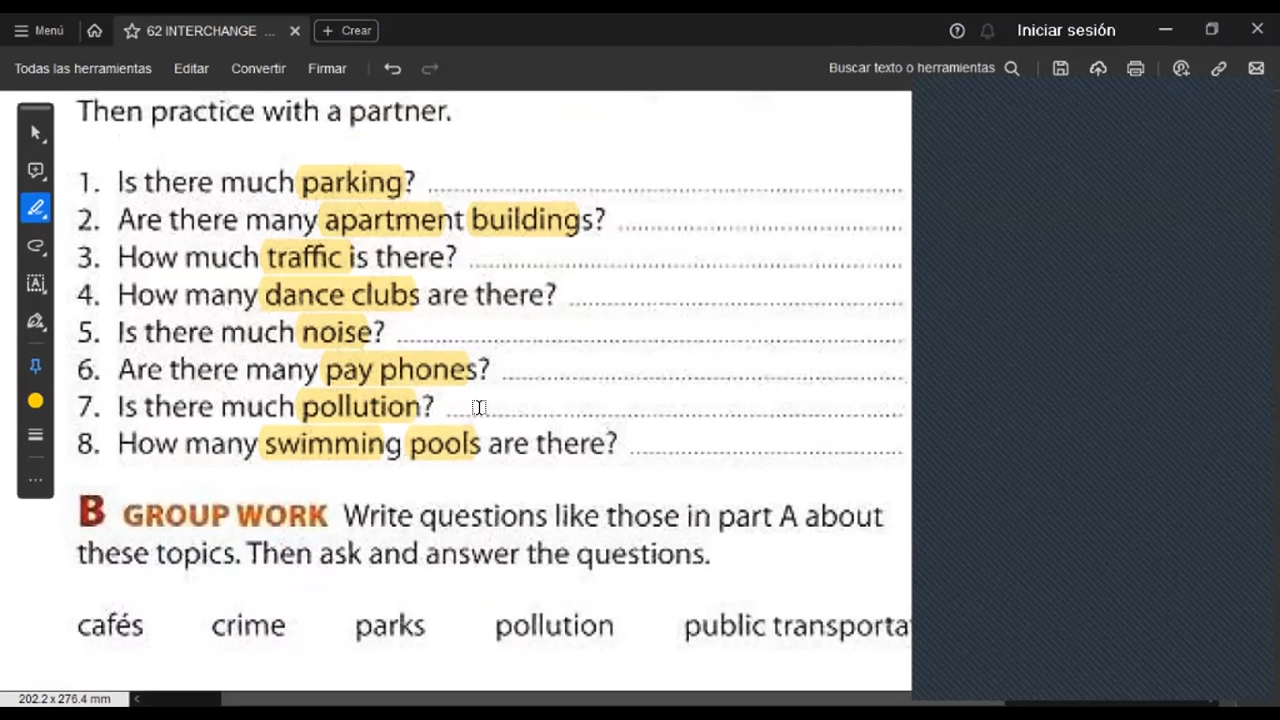 Menú
62 INTERCHANGE ...
Crear
Iniciar sesión
Todas las herramientas
Editar
Convertir
Firmar
Buscar texto o herramientas
Then practice with a partner.
1. Is there much parking? ........................
2. Are there many apartment buildings? ........................
3. How much traffic is there? ........................
4. How many dance clubs are there? ........................
5. Is there much noise? ........................
6. Are there many pay phones? ........................
7. Is there much pollution? ........................
8. How many swimming pools are there? ........................
B GROUP WORK Write questions like those in part A about
these topics. Then ask and answer the questions.
cafés crime parks pollution public transporta
202.2 x 276.4 mm